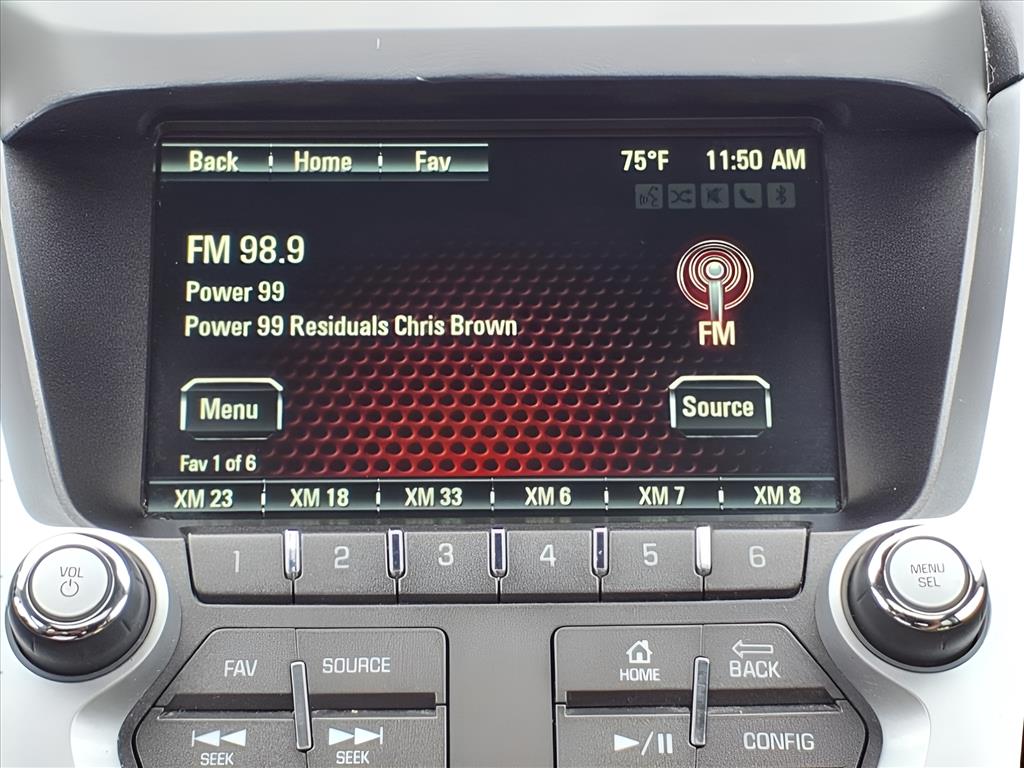 Back Home Fav 75°F 11:50 AM
FM 98.9
Power 99
Power 99 Residuals Chris Brown
FM
Menu Source
Fav 1 of 6
XM 23 XM 18 XM 33 XM 6 XM 7 XM 8
1 2 3 4 5 6
VOL
MENU
SEL
FAV SOURCE
HOME BACK
SEEK SEEK
CONFIG